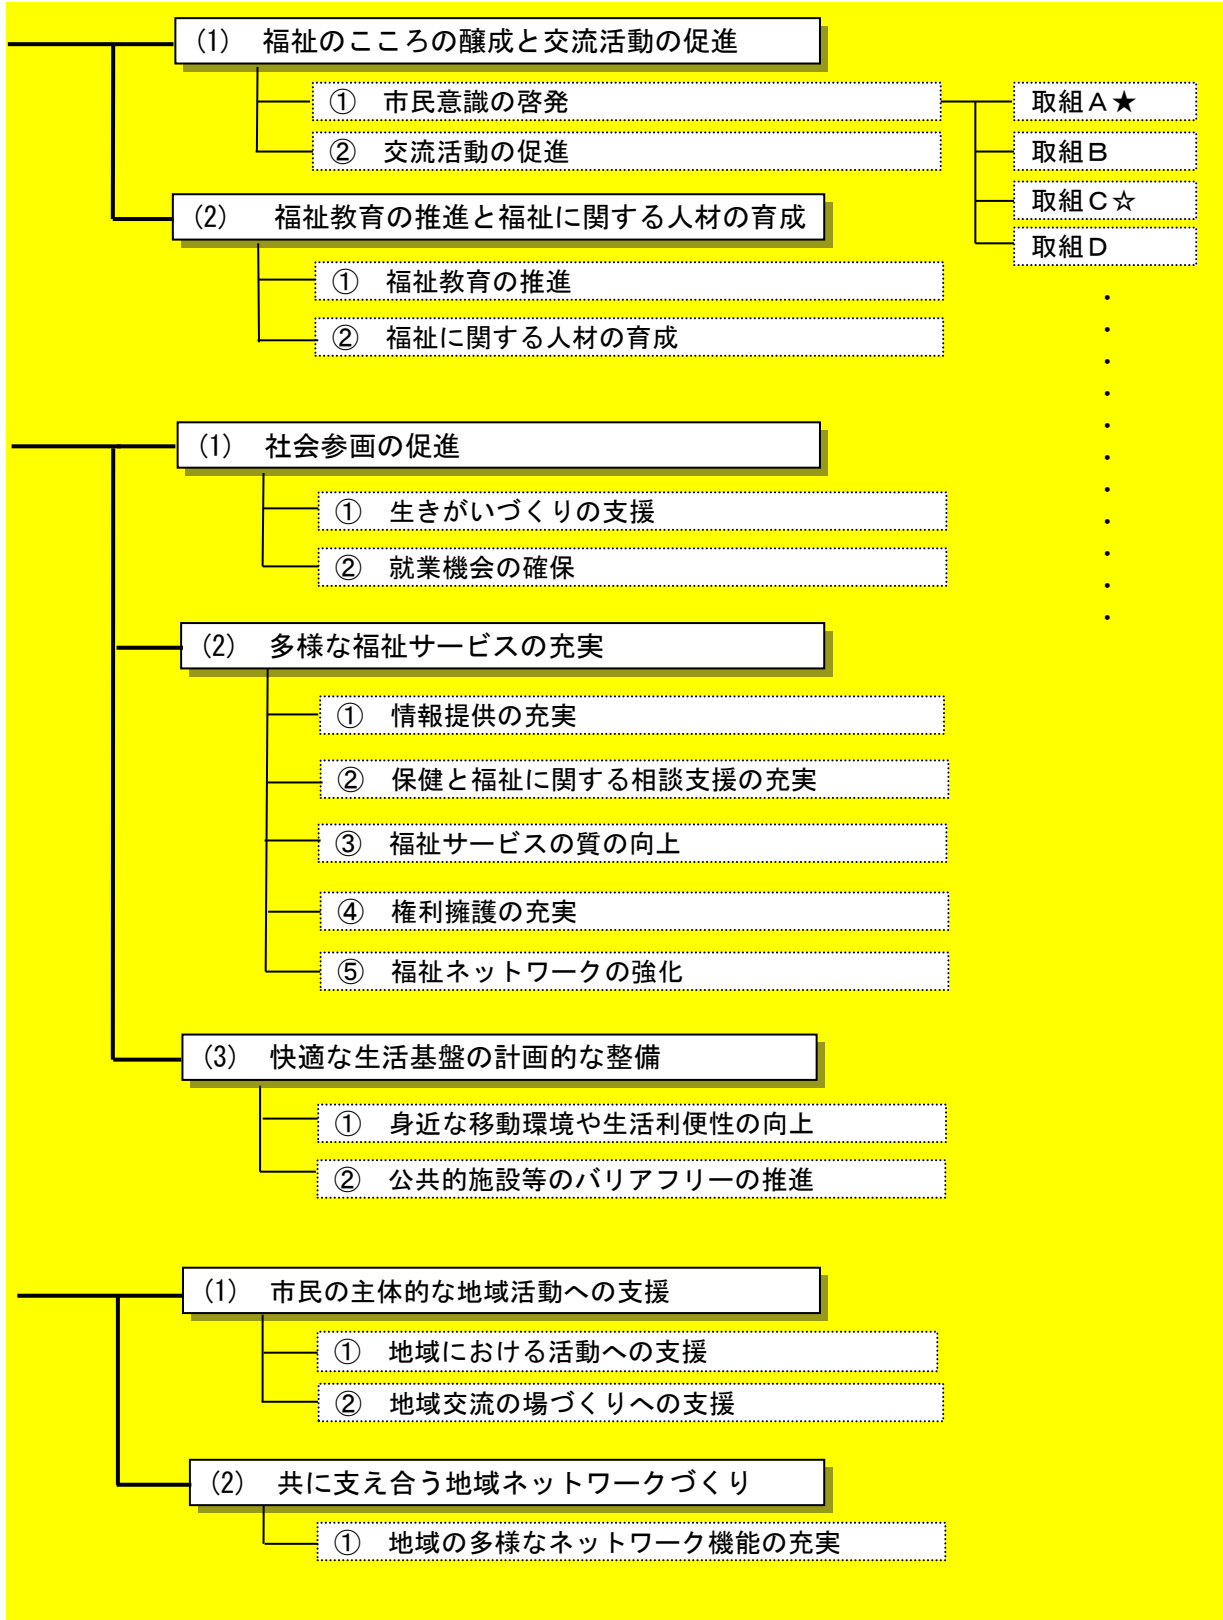 (1) 福祉のこころの醸成と交流活動の促進
① 市民意識の啓発
取組A★
② 交流活動の促進
取組B
取組C☆
(2) 福祉教育の推進と福祉に関する人材の育成
取組D
① 福祉教育の推進
② 福祉に関する人材の育成
・
・
・
・
・
・
・
・
・
・
・
(1) 社会参画の促進
① 生きがいづくりの支援
② 就業機会の確保
(2) 多様な福祉サービスの充実
① 情報提供の充実
② 保健と福祉に関する相談支援の充実
③ 福祉サービスの質の向上
④ 権利擁護の充実
⑤ 福祉ネットワークの強化
(3) 快適な生活基盤の計画的な整備
① 身近な移動環境や生活利便性の向上
② 公共的施設等のバリアフリーの推進
(1) 市民の主体的な地域活動への支援
① 地域における活動への支援
② 地域交流の場づくりへの支援
(2) 共に支え合う地域ネットワークづくり
① 地域の多様なネットワーク機能の充実